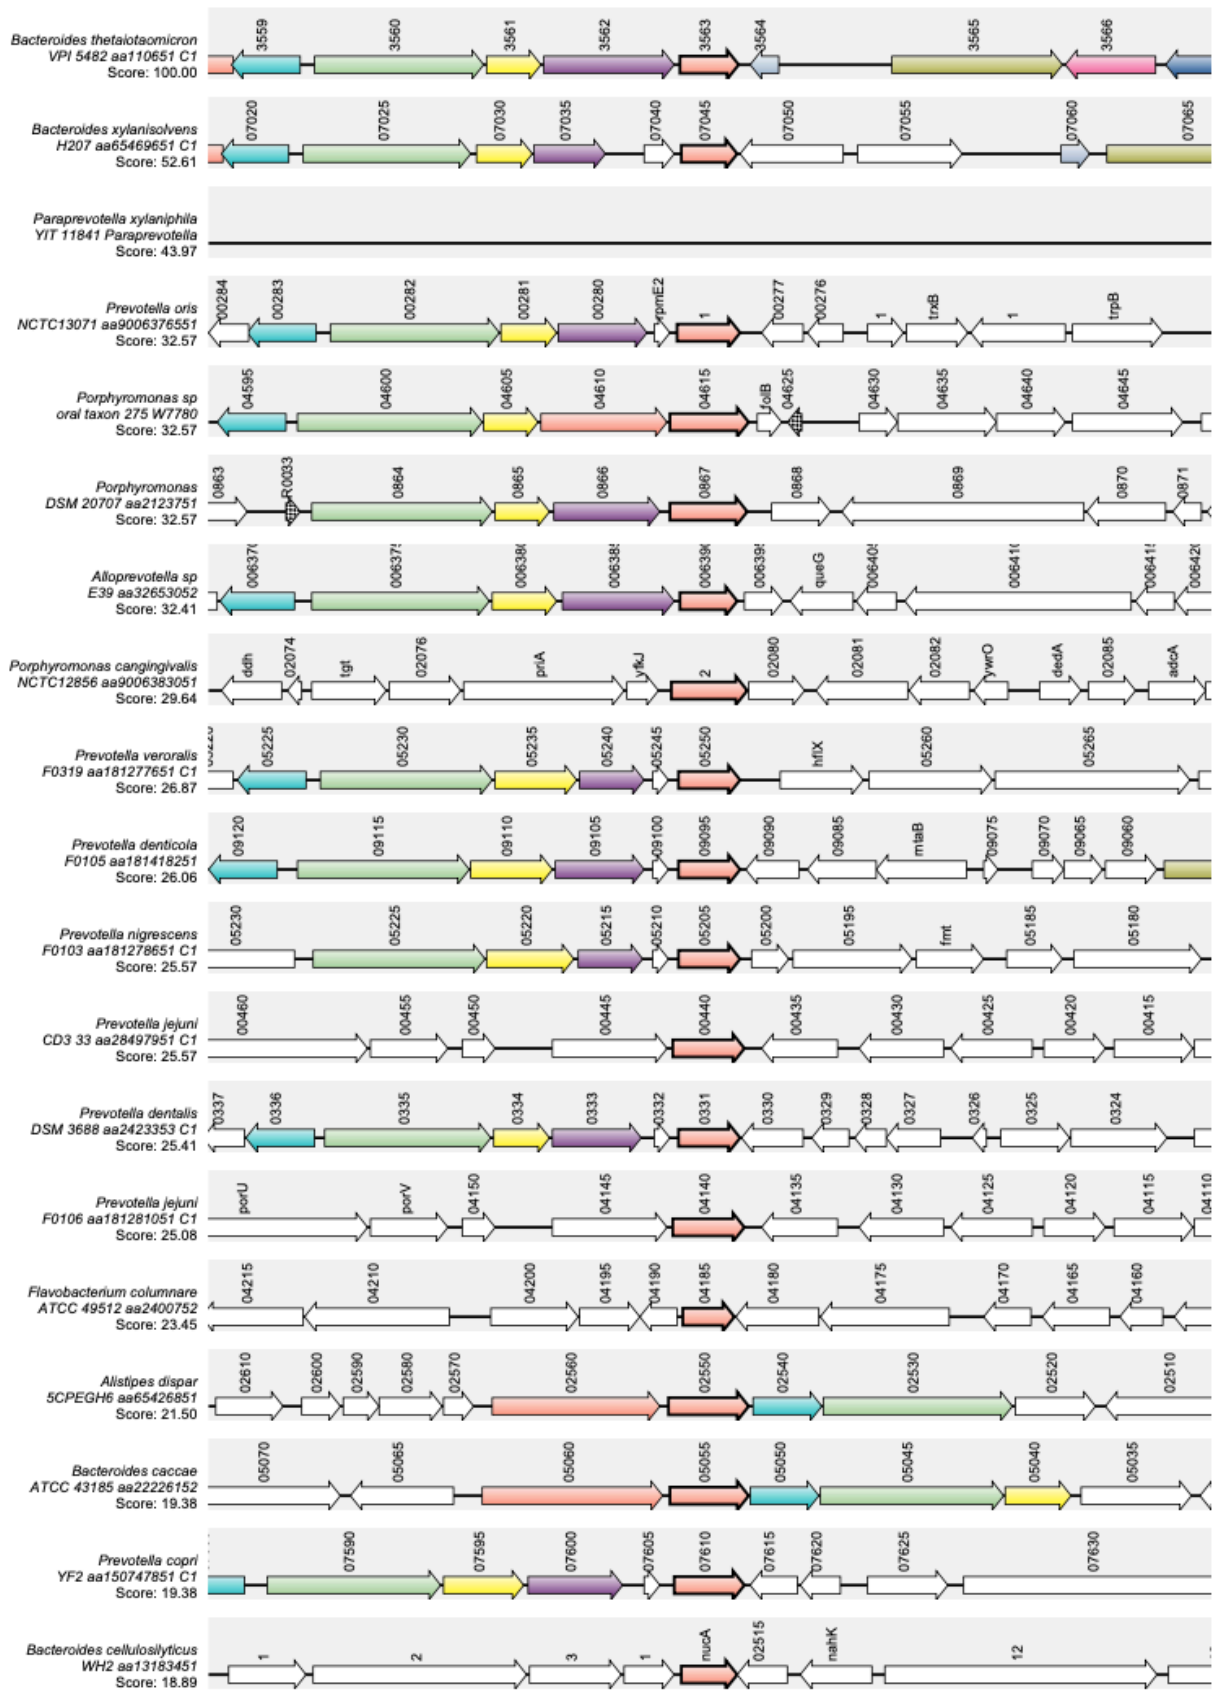 3559 3560 3561 3562 3563 3564 3565 3566
Bacteroides thetaiotaomicron
VPI 5482 aa110651 C1
Score: 100.00
07020 07025 07030 07035 07040 07045 07050 07055 07060 07065
Bacteroides xylanisolvens
H207 aa65469651 C1
Score: 52.61
Paraprevotella xylaniphila
YIT 11841 Paraprevotella
Score: 43.97
00284 00283 00282 00281 00280 rpmE2 1 00277 00276 1 trxB 1 trpB
Prevotella oris
NCTC13071 aa9006376551
Score: 32.57
04595 04600 04605 04610 04615 folB 04625 04630 04635 04640 04645
Porphyromonas sp
oral taxon 275 W7780
Score: 32.57
0863 R0033 0864 0865 0866 0867 0868 0869 0870 0871
Porphyromonas
DSM 20707 aa2123751
Score: 32.57
006370 006375 006380 006385 006390 006395 queG 006405 006410 006415 006420
Alloprevotella sp
E39 aa32653052
Score: 32.41
ddh 02074 tgt 02076 priA yfkJ 2 02080 02081 02082 ywrO dedA 02085 adcA
Porphyromonas cangingivalis
NCTC12856 aa9006383051
Score: 29.64
05225 05230 05235 05240 05245 05250 hflX 05260 05265
Prevotella veroralis
F0319 aa181277651 C1
Score: 26.87
09120 09115 09110 09105 09100 09095 09090 09085 mtaB 09075 09070 09065 09060
Prevotella denticola
F0105 aa181418251
Score: 26.06
05230 05225 05220 05215 05210 05205 05200 05195 fmt 05185 05180
Prevotella nigrescens
F0103 aa181278651 C1
Score: 25.57
00460 00455 00450 00445 00440 00435 00430 00425 00420 00415
Prevotella jejuni
CD3 33 aa28497951 C1
Score: 25.57
0337 0336 0335 0334 0333 0332 0331 0330 0329 0328 0327 0326 0325 0324
Prevotella dentalis
DSM 3688 aa2423353 C1
Score: 25.41
porU porV 04150 04145 04140 04135 04130 04125 04120 04115 04110
Prevotella jejuni
F0106 aa181281051 C1
Score: 25.08
04215 04210 04200 04195 04190 04185 04180 04175 04170 04165 04160
Flavobacterium columnare
ATCC 49512 aa2400752
Score: 23.45
02610 02600 02590 02580 02570 02560 02550 02540 02530 02520 02510
Alistipes dispar
5CPEGH6 aa65426851
Score: 21.50
05070 05065 05060 05055 05050 05045 05040 05035
Bacteroides caccae
ATCC 43185 aa22226152
Score: 19.38
07590 07595 07600 07605 07610 07615 07620 07625 07630
Prevotella copri
YF2 aa150747851 C1
Score: 19.38
1 2 3 1 nucA 02515 nahK 12
Bacteroides cellulosilyticus
WH2 aa13183451
Score: 18.89